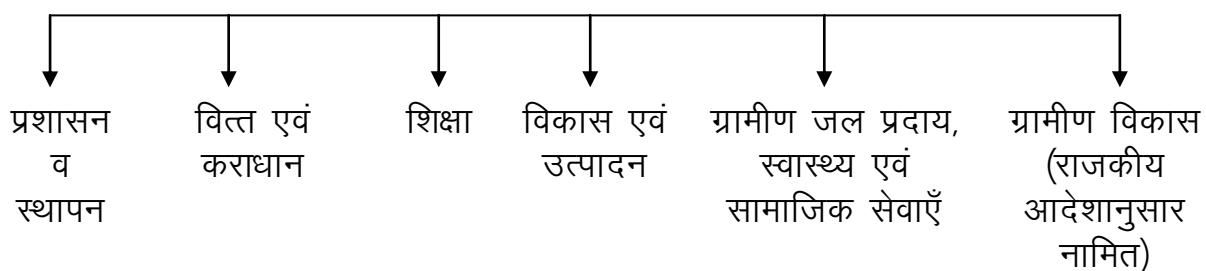 प्रशासन
व
स्थापन
वित्त एवं
कराधान
शिक्षा
विकास एवं
उत्पादन
ग्रामीण जल प्रदाय,
स्वास्थ्य एवं
सामाजिक सेवाएँ
ग्रामीण विकास
(राजकीय
आदेशानुसार
नामित)